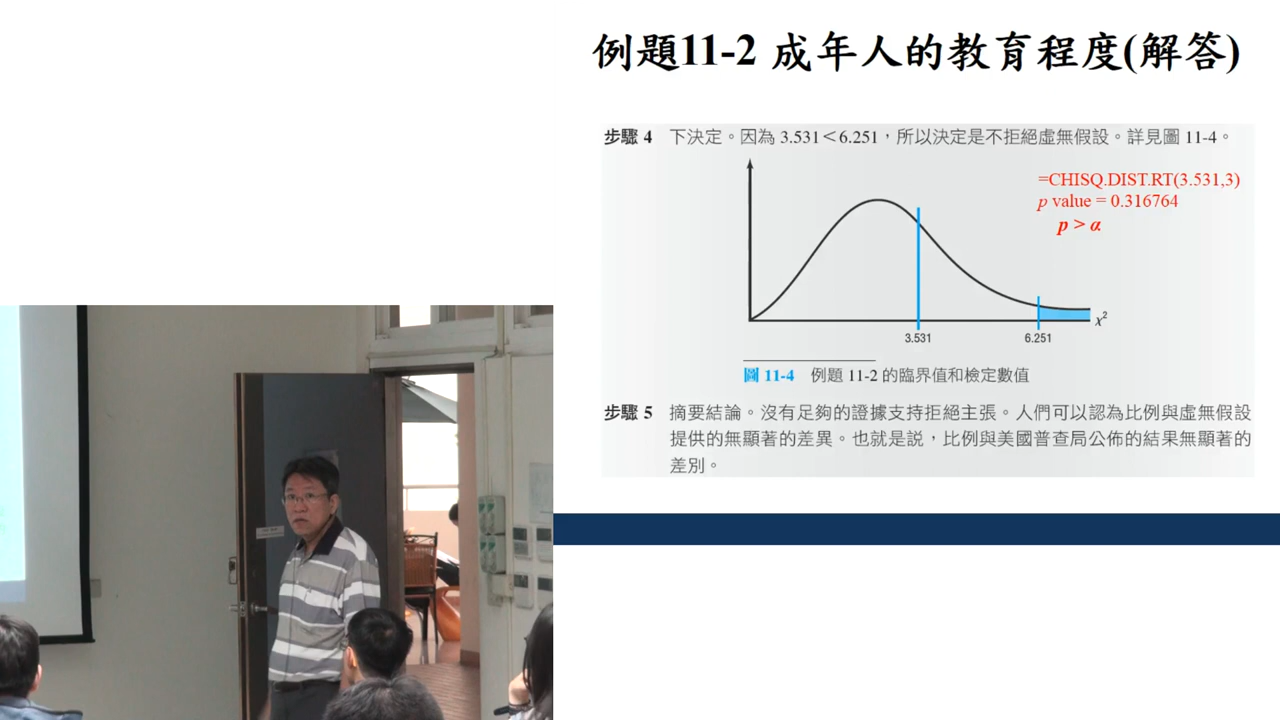 例題11-2 成年人的教育程度(解答)
步驟 4 下決定。因為 3.531＜6.251，所以決定是不拒絕虛無假設。詳見圖 11-4。
=CHISQ.DIST.RT(3.531,3)
p value = 0.316764
p > α
χ²
3.531 6.251
圖 11-4 例題 11-2 的臨界值和檢定數值
步驟 5 摘要結論。沒有足夠的證據支持拒絕主張。人們可以認為比例與虛無假設
提供的無顯著的差異。也就是説，比例與美國普查局公佈的結果無顯著的
差別。